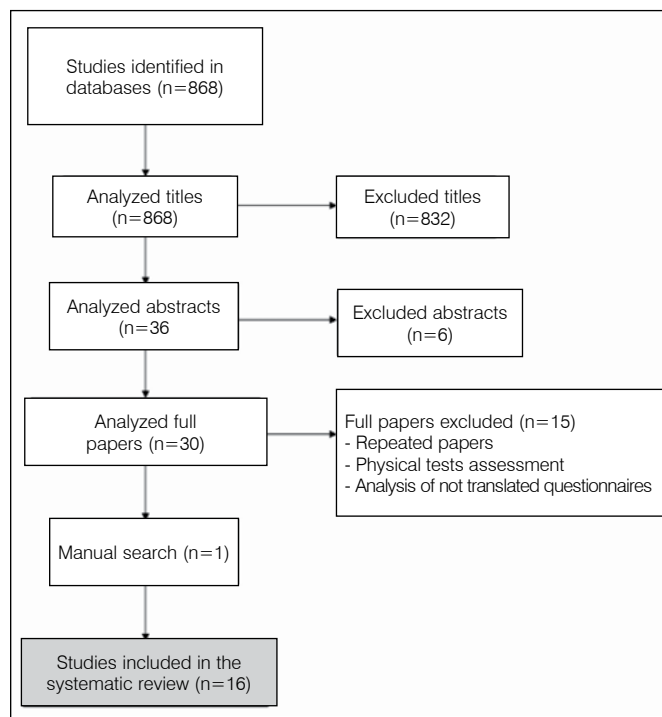 Studies identified in
databases (n=868)
Analyzed titles
(n=868)
Excluded titles
(n=832)
Analyzed abstracts
(n=36
Excluded abstracts
(n=6)
Analyzed full
papers (n=30)
Full papers excluded (n=15)
- Repeated papers
- Physical tests assessment
- Analysis of not translated questionnaires
Manual search (n=1)
Studies included in the
systematic review (n=16)